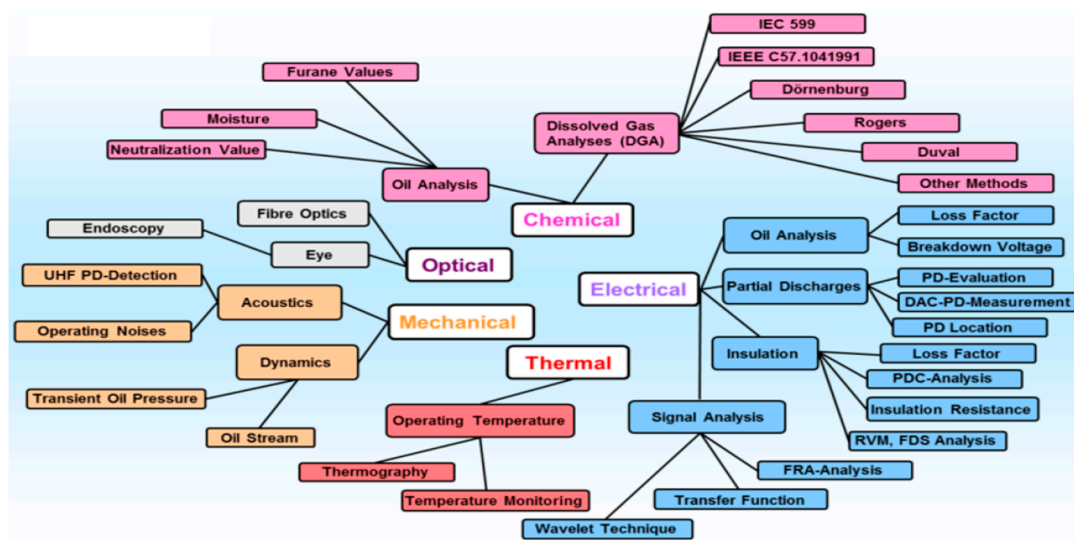 IEC 599
IEEE C57.1041991
Dörnenburg
Rogers
Duval
Other Methods
Dissolved Gas
Analyses (DGA)
Furane Values
Moisture
Neutralization Value
Oil Analysis
Chemical
Fibre Optics
Endoscopy
Eye
Optical
UHF PD-Detection
Acoustics
Operating Noises
Mechanical
Dynamics
Transient Oil Pressure
Oil Stream
Thermal
Operating Temperature
Thermography
Temperature Monitoring
Electrical
Oil Analysis
Loss Factor
Breakdown Voltage
Partial Discharges
PD-Evaluation
DAC-PD-Measurement
PD Location
Insulation
Loss Factor
PDC-Analysis
Insulation Resistance
RVM, FDS Analysis
Signal Analysis
FRA-Analysis
Transfer Function
Wavelet Technique